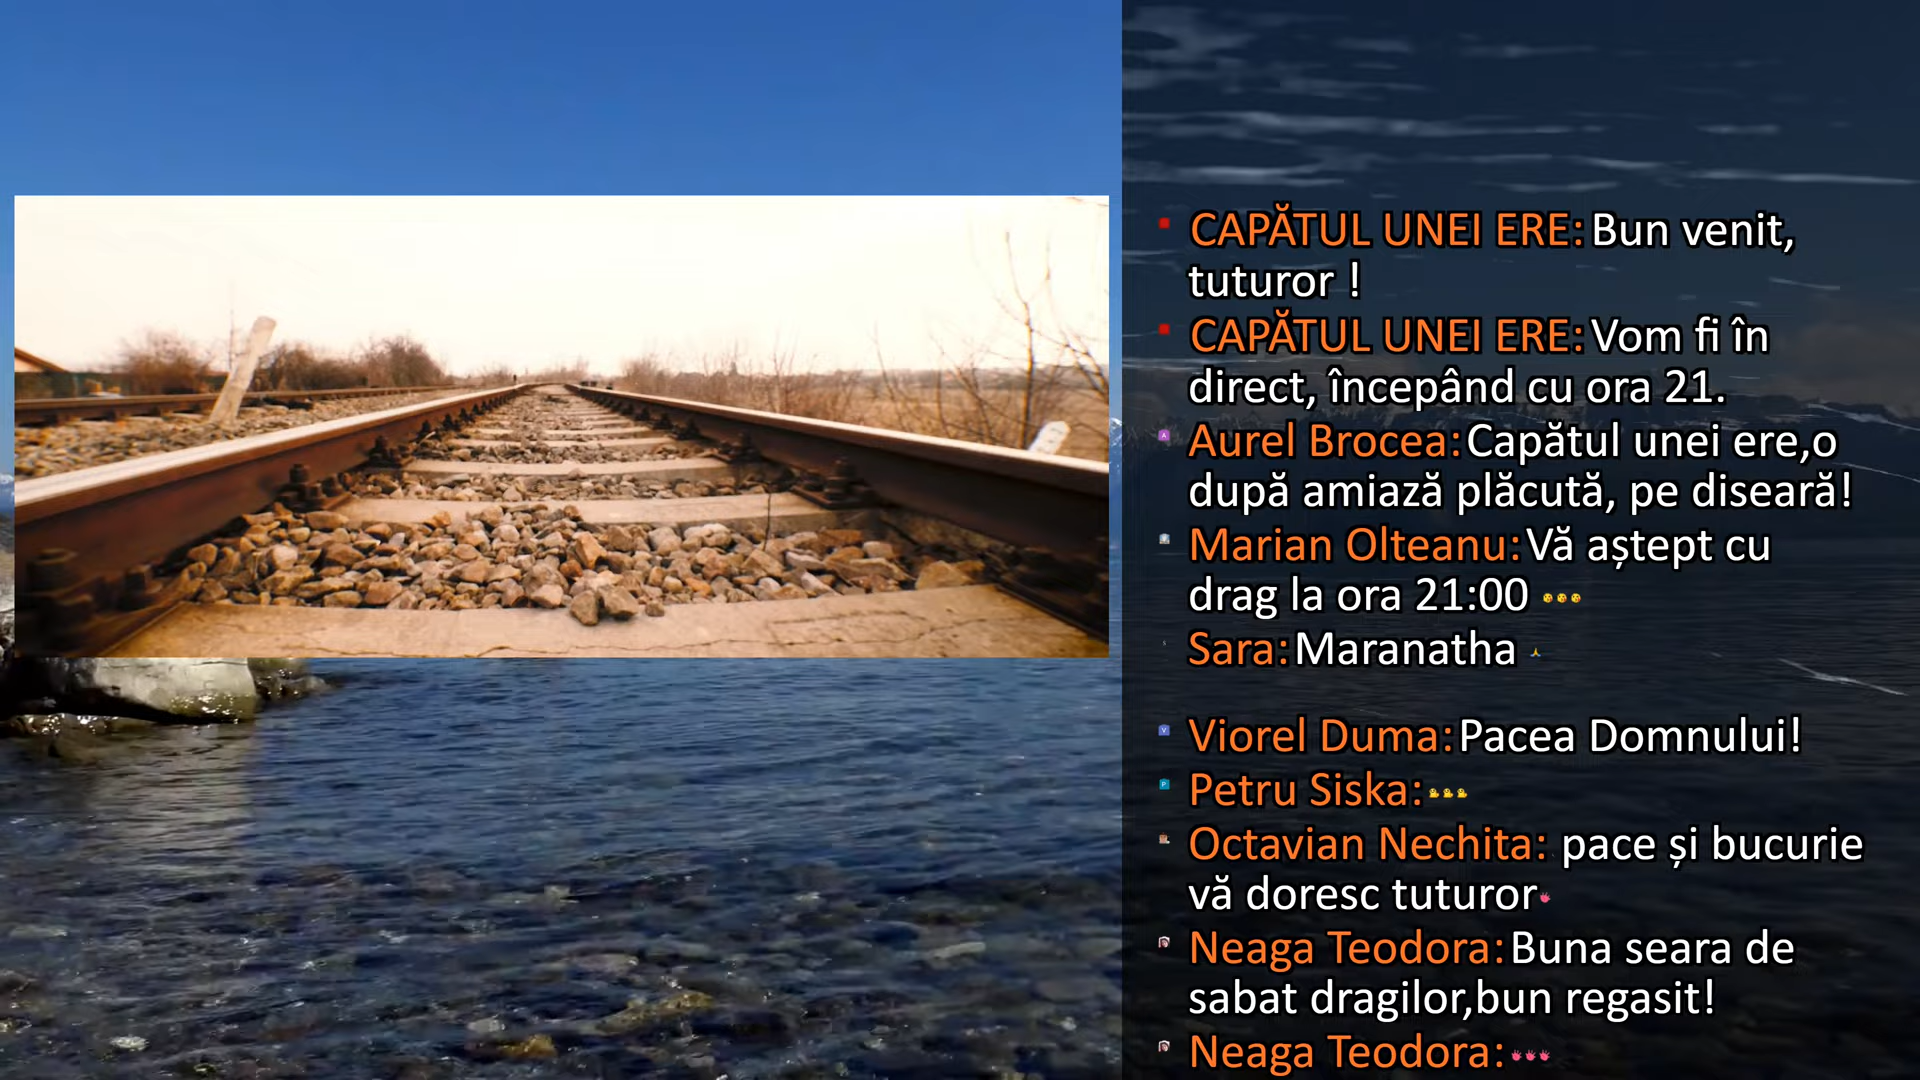 CAPĂTUL UNEI ERE: Bun venit,
tuturor !
CAPĂTUL UNEI ERE: Vom fi în
direct, începând cu ora 21.
Aurel Brocea: Capătul unei ere,o
după amiază plăcută, pe diseară!
Marian Olteanu: Vă aștept cu
drag la ora 21:00
Sara: Maranatha
Viorel Duma: Pacea Domnului!
Petru Siska:
Octavian Nechita: pace și bucurie
vă doresc tuturor
Neaga Teodora: Buna seara de
sabat dragilor,bun regasit!
Neaga Teodora: